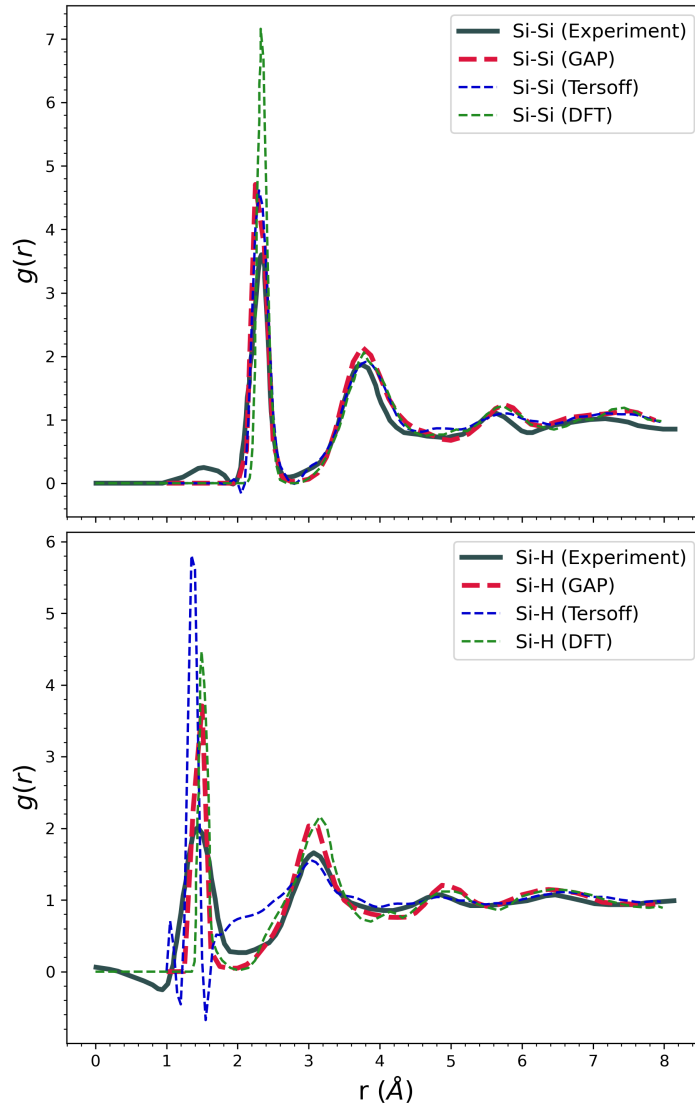 7
6
5
4
3
2
1
0
g(r)
Si-Si (Experiment)
Si-Si (GAP)
Si-Si (Tersoff)
Si-Si (DFT)
6
5
4
3
2
1
0
g(r)
Si-H (Experiment)
Si-H (GAP)
Si-H (Tersoff)
Si-H (DFT)
0 1 2 3 4 5 6 7 8
r (Å)